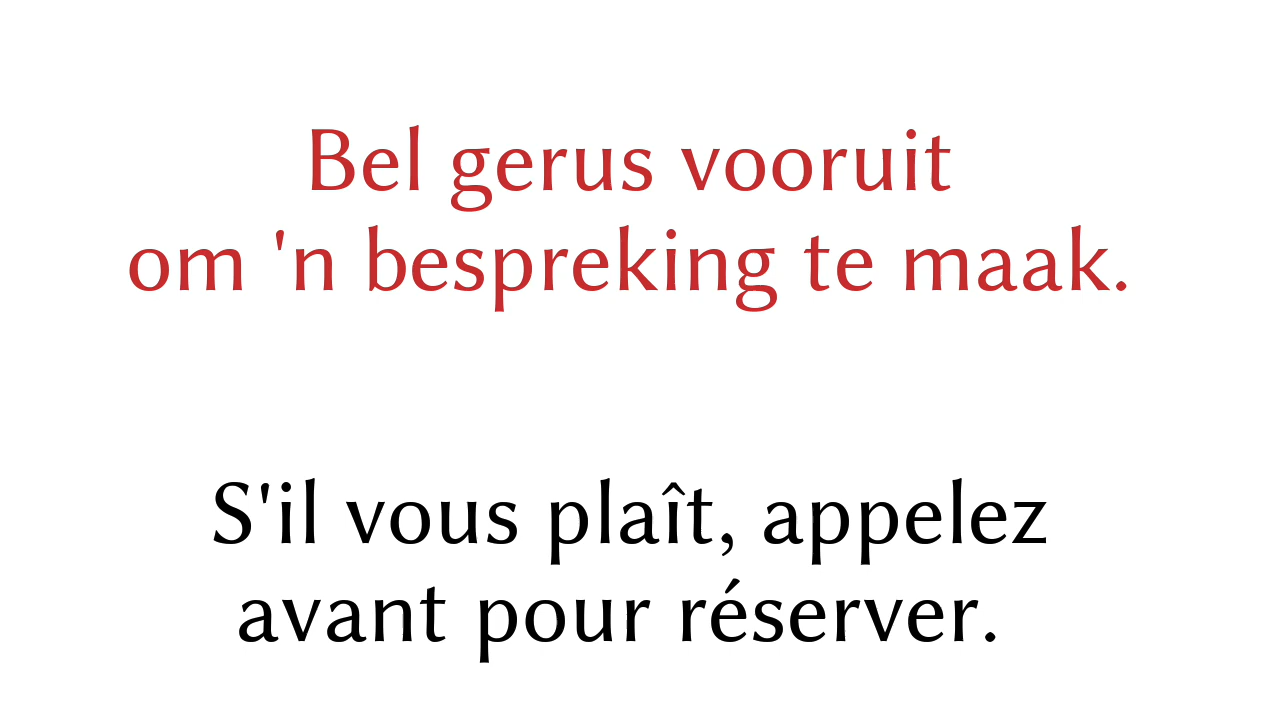 Bel gerus vooruit
om 'n bespreking te maak.
S'il vous plaît, appelez
avant pour réserver.